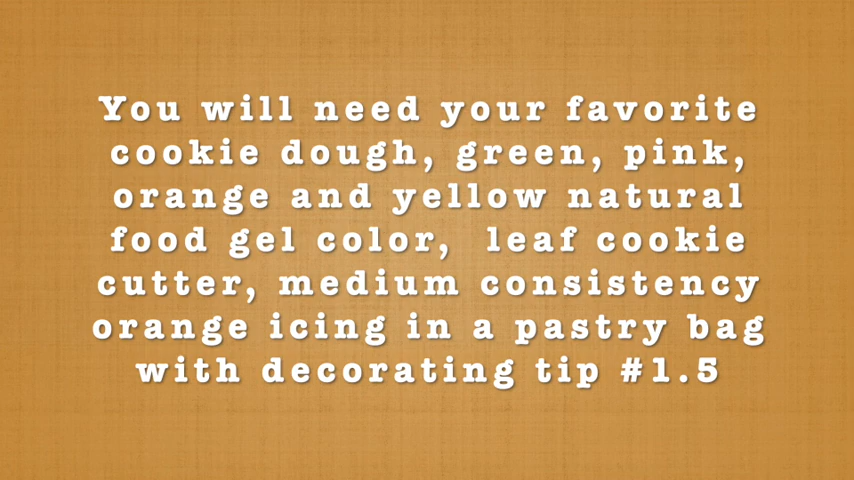 You will need your favorite
cookie dough, green, pink,
orange and yellow natural
food gel color,  leaf cookie
cutter, medium consistency
orange icing in a pastry bag
with decorating tip #1.5